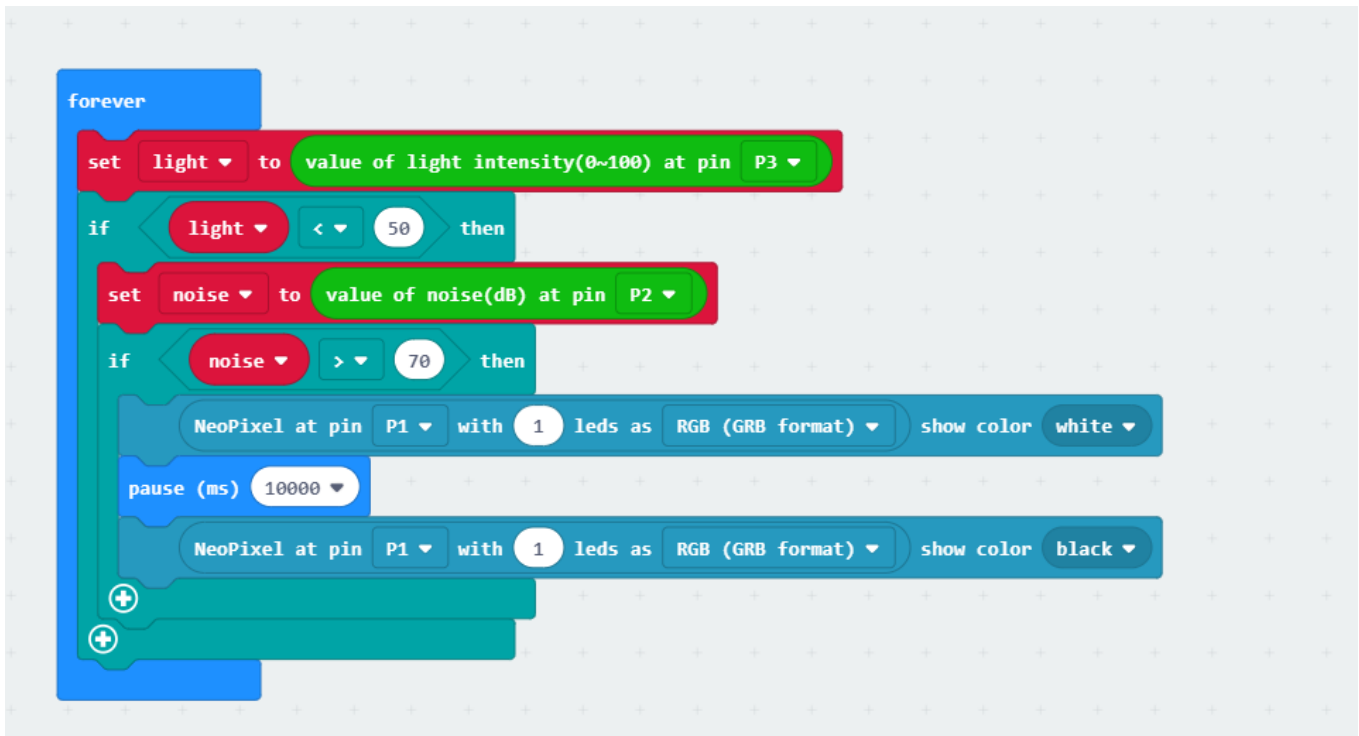 forever
set light to value of light intensity(0~100) at pin P3
if light < 50 then
set noise to value of noise(dB) at pin P2
if noise > 70 then
NeoPixel at pin P1 with 1 leds as RGB (GRB format) show color white
pause (ms) 10000
NeoPixel at pin P1 with 1 leds as RGB (GRB format) show color black